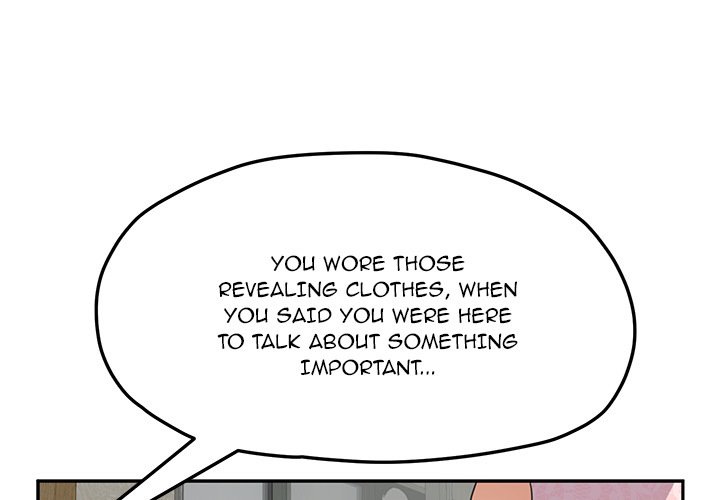 YOU WORE THOSE
REVEALING CLOTHES, WHEN
YOU SAID YOU WERE HERE
TO TALK ABOUT SOMETHING
IMPORTANT...